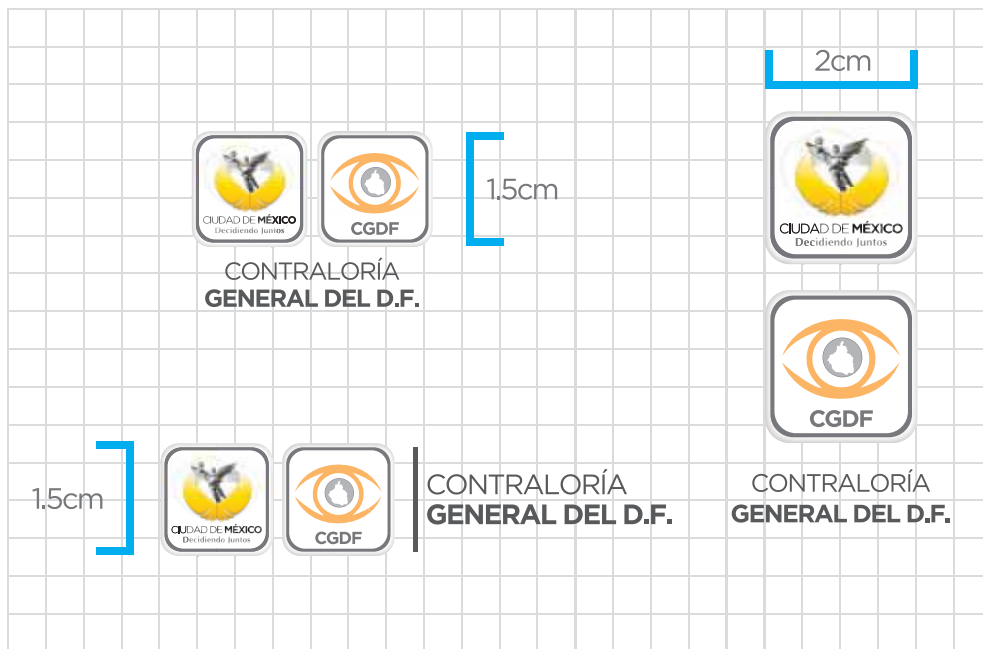 CIUDAD DE MÉXICO
Decidiendo Juntos
CGDF
1.5cm
CONTRALORÍA
GENERAL DEL D.F.
2cm
CIUDAD DE MÉXICO
Decidiendo Juntos
CGDF
CONTRALORÍA
GENERAL DEL D.F.
1.5cm
CIUDAD DE MÉXICO
Decidiendo Juntos
CGDF
CONTRALORÍA
GENERAL DEL D.F.